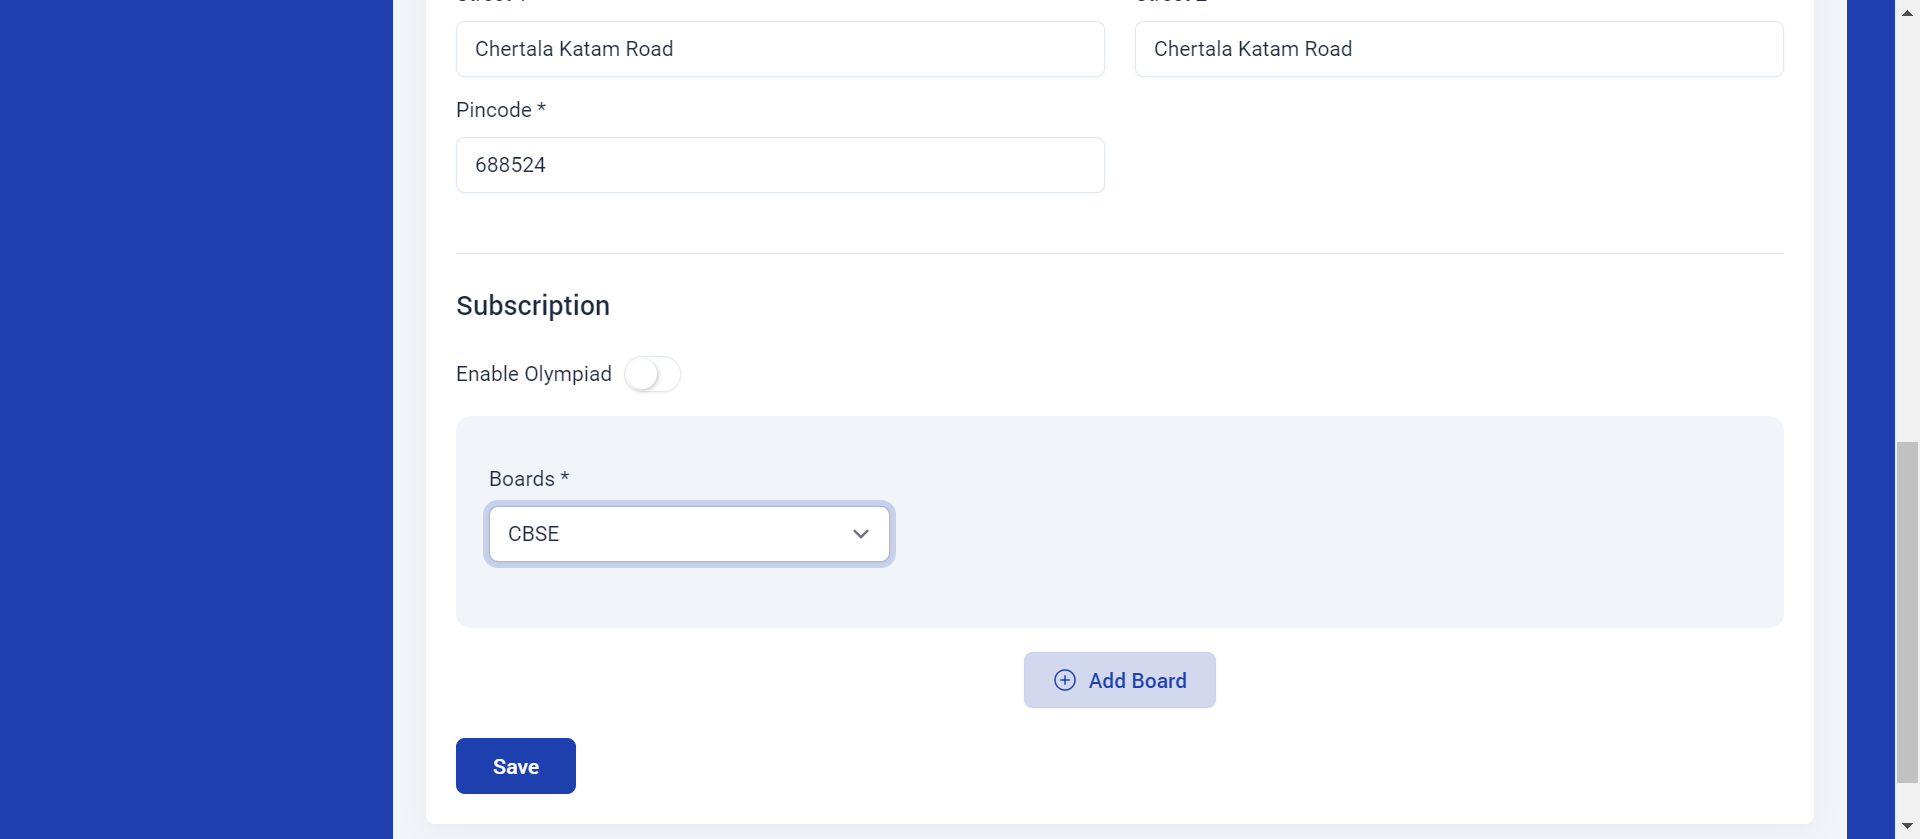 Chertala Katam Road
Chertala Katam Road
Pincode *
688524
Subscription
Enable Olympiad
Boards *
CBSE
Add Board
Save